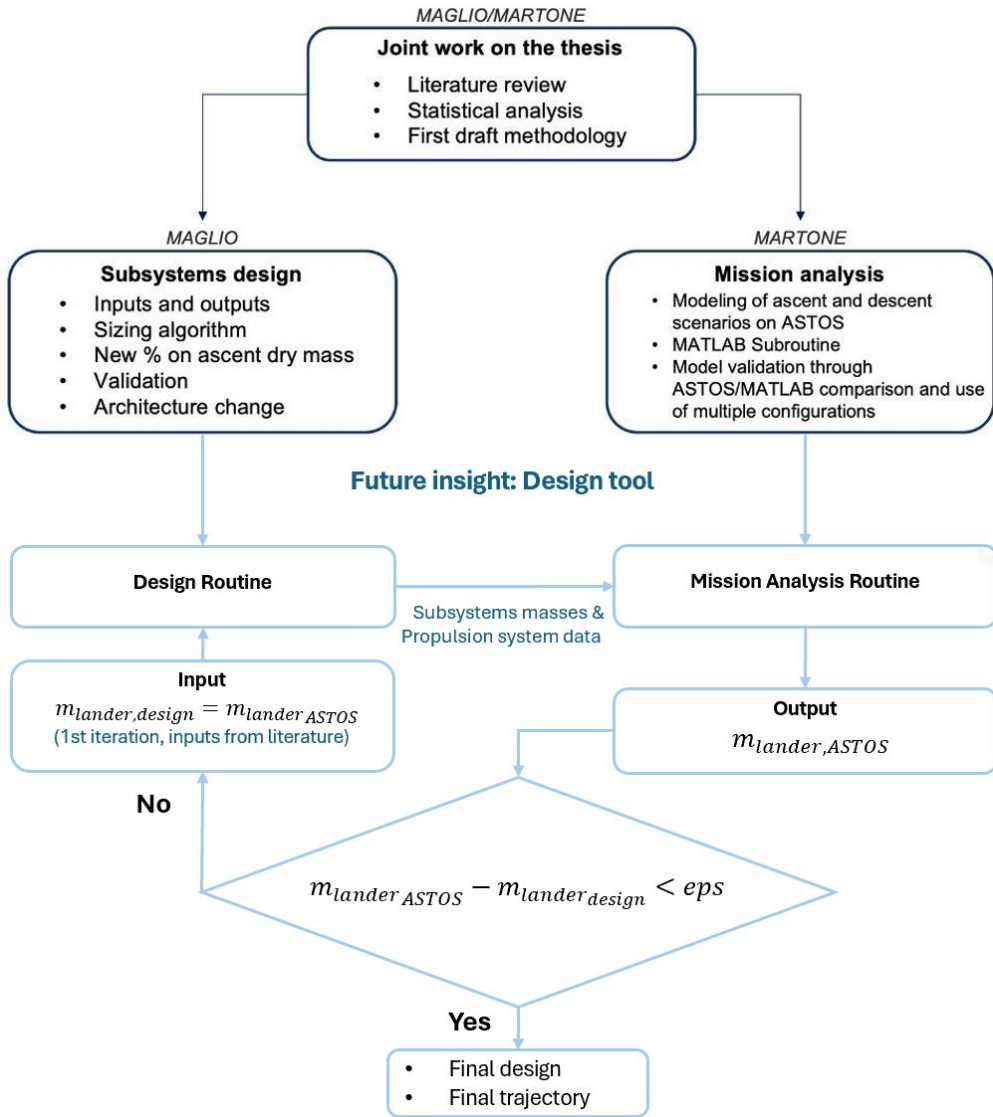 MAGLIO/MARTONE
Joint work on the thesis
• Literature review
• Statistical analysis
• First draft methodology
MAGLIO
Subsystems design
• Inputs and outputs
• Sizing algorithm
• New % on ascent dry mass
• Validation
• Architecture change
MARTONE
Mission analysis
• Modeling of ascent and descent
scenarios on ASTOS
• MATLAB Subroutine
• Model validation through
ASTOS/MATLAB comparison and use
of multiple configurations
Future insight: Design tool
Design Routine
Subsystems masses &
Propulsion system data
Mission Analysis Routine
Input
m_{lander,design} = m_{lander_{ASTOS}}
(1st iteration, inputs from literature)
Output
m_{lander,ASTOS}
No
m_{lander_{ASTOS}} − m_{lander_{design}} < eps
Yes
• Final design
• Final trajectory